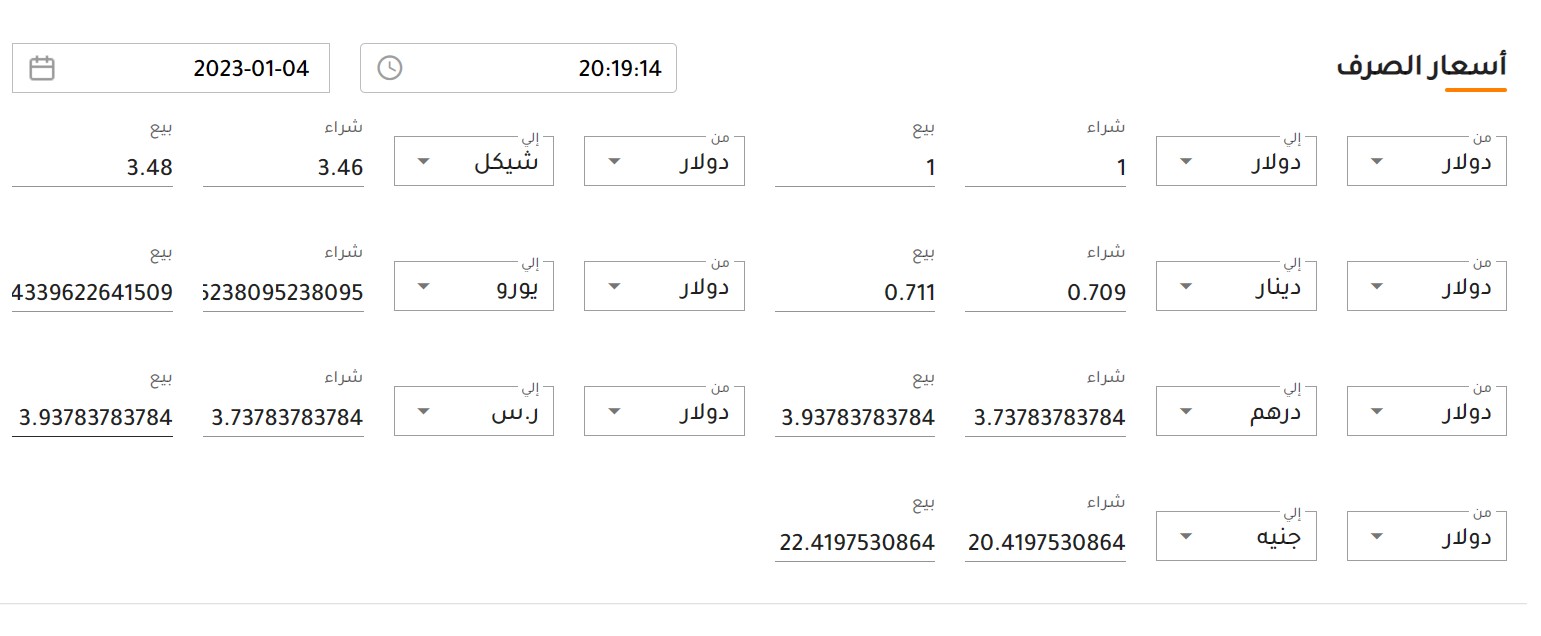 أسعار الصرف
20:19:14
2023-01-04
من إلي شراء بيع من إلي شراء بيع
دولار دولار 1 1 دولار شيكل 3.46 3.48
من إلي شراء بيع من إلي شراء بيع
دولار دينار 0.709 0.711 دولار يورو 5238095238095 4339622641509
من إلي شراء بيع من إلي شراء بيع
دولار درهم 3.73783783784 3.93783783784 دولار ر.س 3.73783783784 3.93783783784
من إلي شراء بيع
دولار جنيه 20.4197530864 22.4197530864